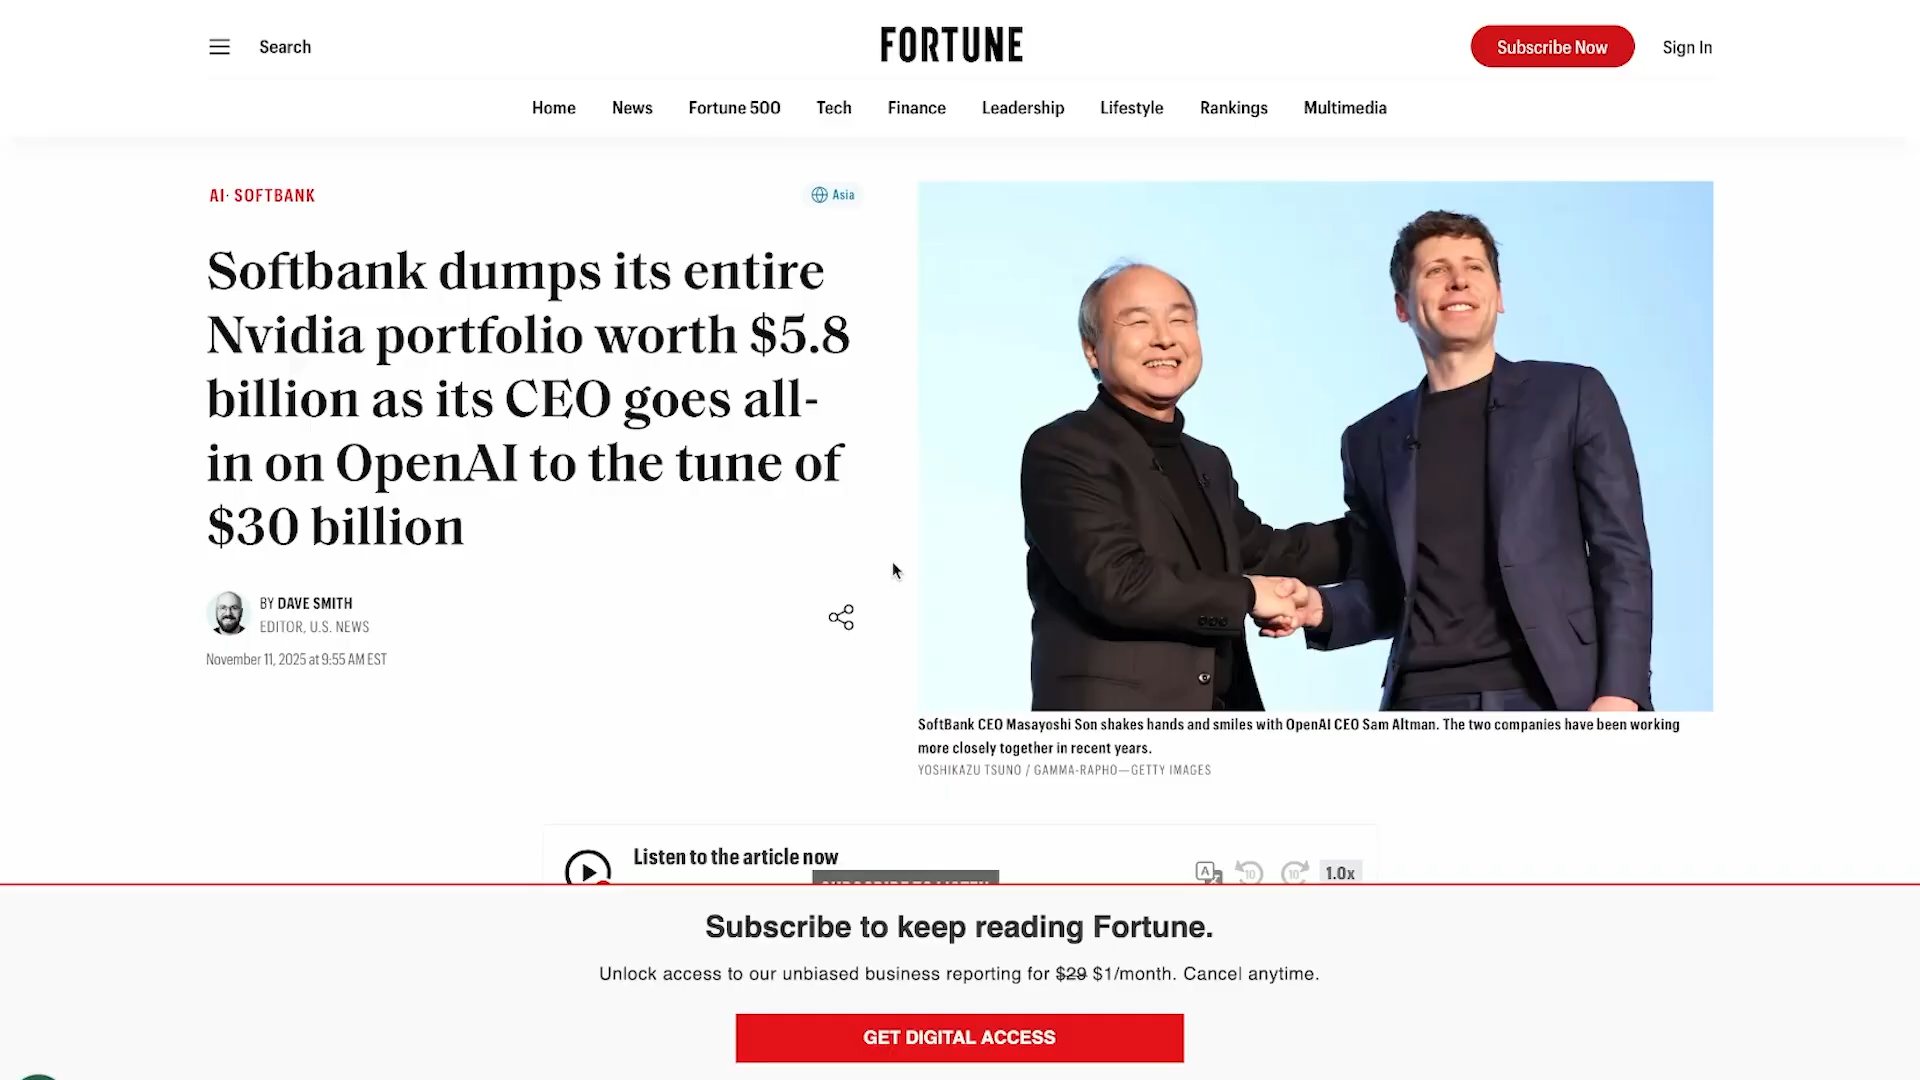 Search
FORTUNE
Subscribe Now
Sign In
Home News Fortune 500 Tech Finance Leadership Lifestyle Rankings Multimedia
AI· SOFTBANK
Asia
Softbank dumps its entire
Nvidia portfolio worth $5.8
billion as its CEO goes all-
in on OpenAI to the tune of
$30 billion
BY DAVE SMITH
EDITOR, U.S. NEWS
November 11, 2025 at 9:55 AM EST
SoftBank CEO Masayoshi Son shakes hands and smiles with OpenAI CEO Sam Altman. The two companies have been working
more closely together in recent years.
YOSHIKAZU TSUNO / GAMMA-RAPHO—GETTY IMAGES
Listen to the article now
A
10
10
1.0x
Subscribe to keep reading Fortune.
Unlock access to our unbiased business reporting for $29 $1/month. Cancel anytime.
GET DIGITAL ACCESS